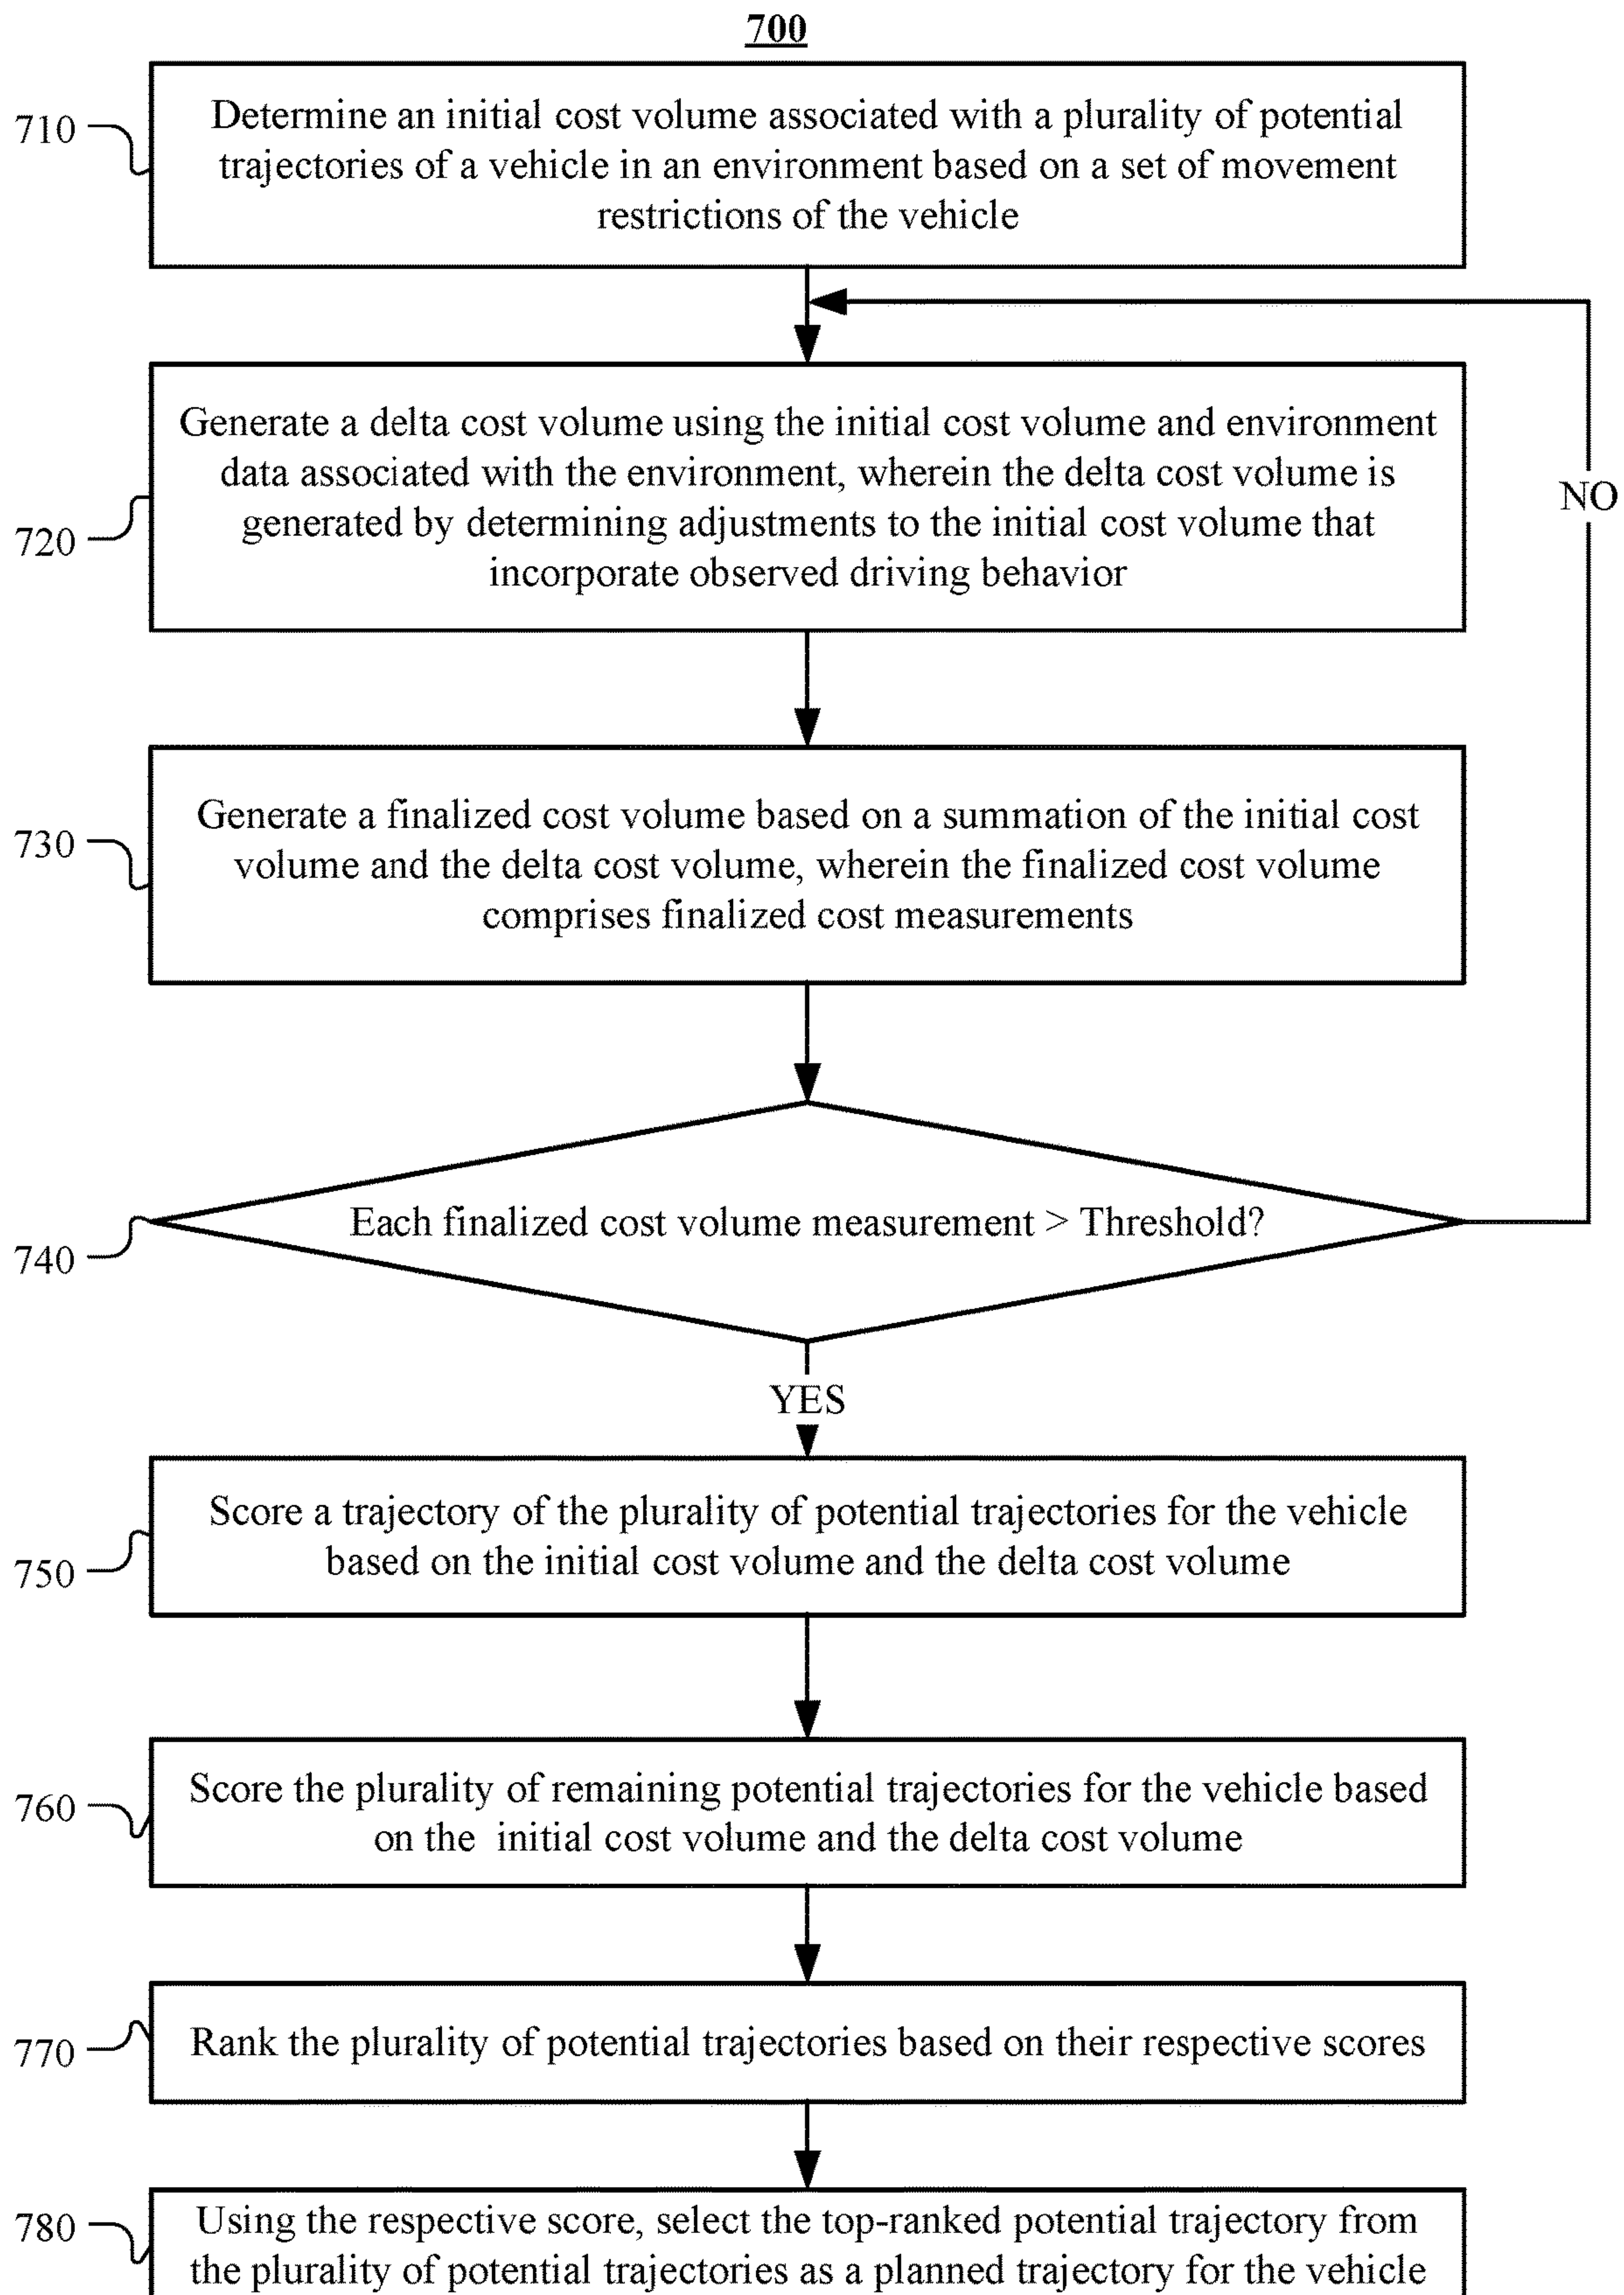 700
710
Determine an initial cost volume associated with a plurality of potential
trajectories of a vehicle in an environment based on a set of movement
restrictions of the vehicle
720
Generate a delta cost volume using the initial cost volume and environment
data associated with the environment, wherein the delta cost volume is
generated by determining adjustments to the initial cost volume that
incorporate observed driving behavior
NO
730
Generate a finalized cost volume based on a summation of the initial cost
volume and the delta cost volume, wherein the finalized cost volume
comprises finalized cost measurements
740
Each finalized cost volume measurement > Threshold?
YES
750
Score a trajectory of the plurality of potential trajectories for the vehicle
based on the initial cost volume and the delta cost volume
760
Score the plurality of remaining potential trajectories for the vehicle based
on the initial cost volume and the delta cost volume
770
Rank the plurality of potential trajectories based on their respective scores
780
Using the respective score, select the top-ranked potential trajectory from
the plurality of potential trajectories as a planned trajectory for the vehicle